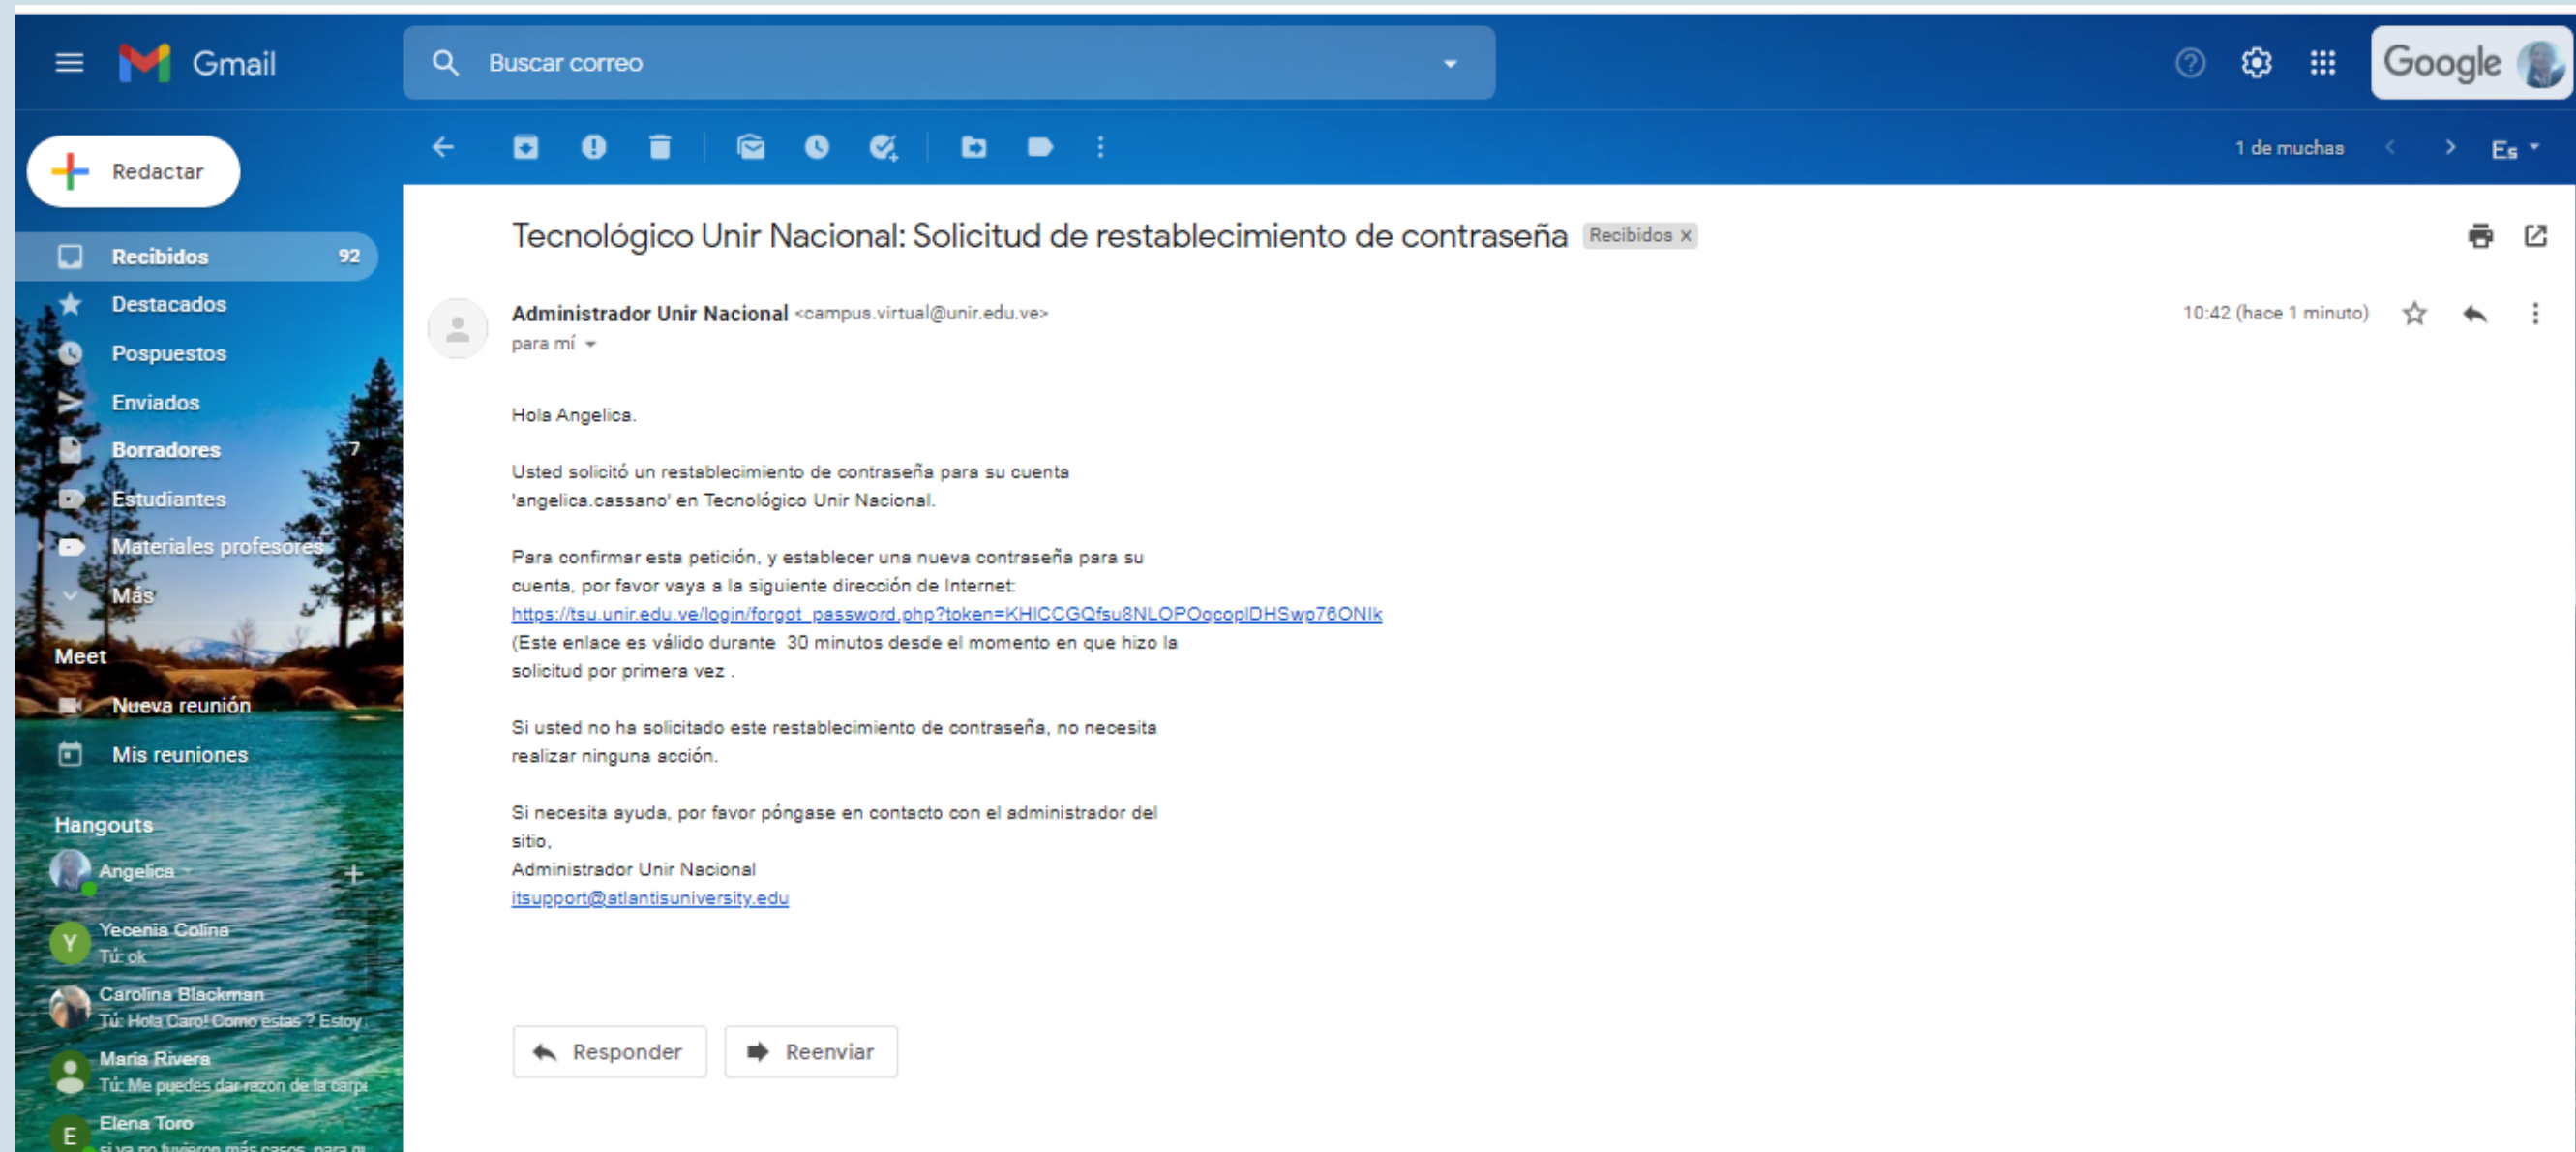 Gmail
Buscar correo
Google
Redactar
1 de muchas
Es
Recibidos 92
Destacados
Pospuestos
Enviados
Borradores 7
Estudiantes
Materiales profesores
Más
Meet
Nueva reunión
Mis reuniones
Hangouts
Angelica
Y
Yecenia Colina
Tú: ok
Carolina Blackman
Tú: Hola Caro! Como estas ? Estoy
Maria Rivera
Tú: Me puedes dar razon de la carpe
E
Elena Toro
si ya no tuvieron más casos, para
Tecnológico Unir Nacional: Solicitud de restablecimiento de contraseña Recibidos x
Administrador Unir Nacional <campus.virtual@unir.edu.ve>
10:42 (hace 1 minuto)
para mí
Hola Angelica.
Usted solicitó un restablecimiento de contraseña para su cuenta
'angelica.cassano' en Tecnológico Unir Nacional.
Para confirmar esta petición, y establecer una nueva contraseña para su
cuenta, por favor vaya a la siguiente dirección de Internet:
https://tsu.unir.edu.ve/login/forgot_password.php?token=KHICCGQfsu8NLOPOgcoplDHSwp76ONIk
(Este enlace es válido durante 30 minutos desde el momento en que hizo la
solicitud por primera vez .
Si usted no ha solicitado este restablecimiento de contraseña, no necesita
realizar ninguna acción.
Si necesita ayuda, por favor póngase en contacto con el administrador del
sitio,
Administrador Unir Nacional
itsupport@atlantisuniversity.edu
Responder
Reenviar